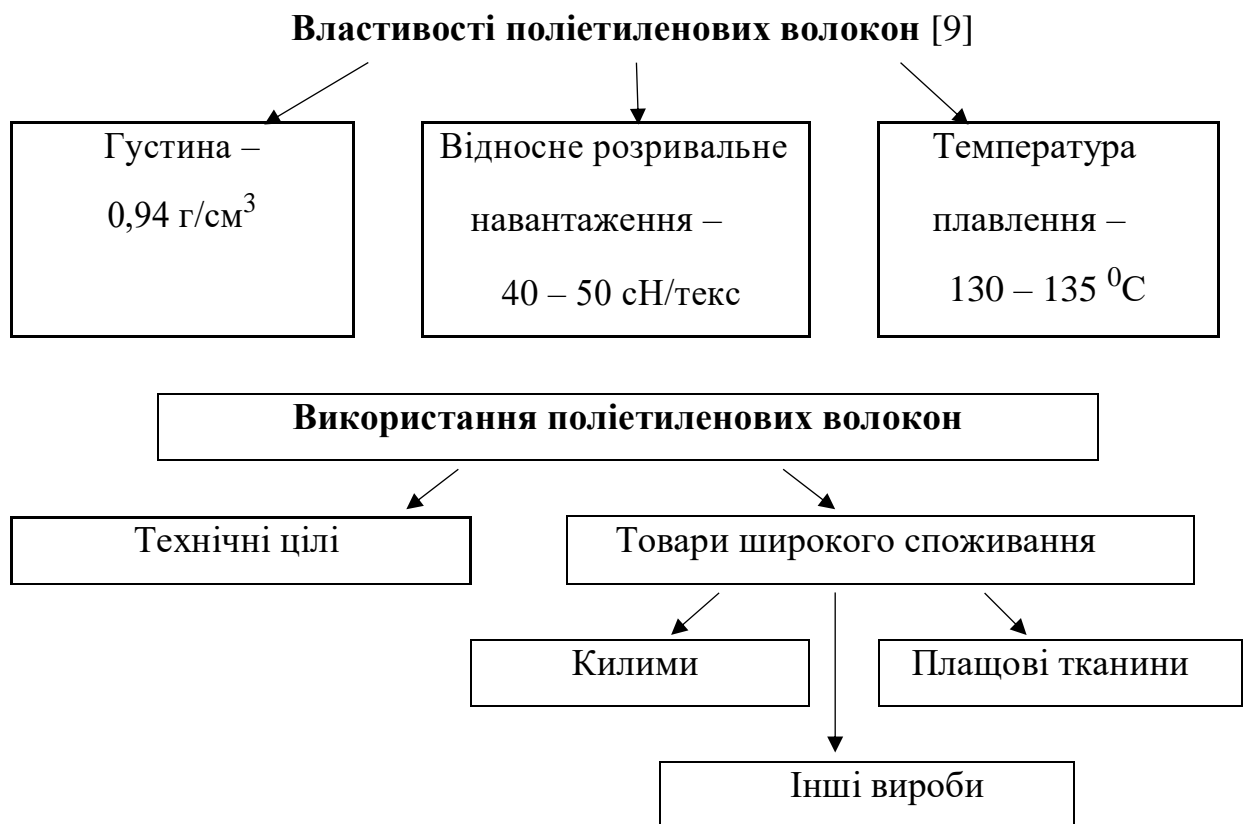 Властивості поліетиленових волокон [9]
Густина –
0,94 г/см³
Відносне розривальне
навантаження –
40 – 50 сН/текс
Температура
плавлення –
130 – 135 ⁰С
Використання поліетиленових волокон
Технічні цілі
Товари широкого споживання
Килими
Плащові тканини
Інші вироби